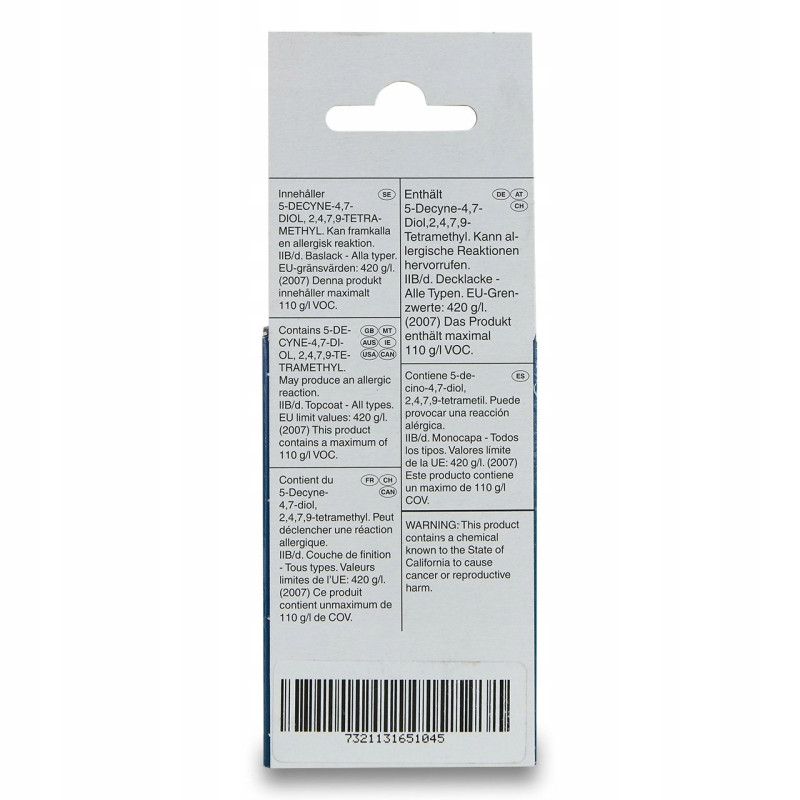 Innehåller SE
5-DECYNE-4,7-
DIOL, 2,4,7,9-TETRA-
METHYL. Kan framkalla
en allergisk reaktion.
IIB/d. Baslack - Alla typer.
EU-gränsvärden: 420 g/l.
(2007) Denna produkt
innehåller maximalt
110 g/l VOC.
Contains 5-DE- GB MT
CYNE-4,7-DI- AUS IE
OL, 2,4,7,9-TE- USA CAN
TRAMETHYL.
May produce an allergic
reaction.
IIB/d. Topcoat - All types.
EU limit values: 420 g/l.
(2007) This product
contains a maximum of
110 g/l VOC.
Contient du FR CH
5-Decyne- CAN
4,7-diol,
2,4,7,9-tetramethyl. Peut
déclencher une réaction
allergique.
IIB/d. Couche de finition
- Tous types. Valeurs
limites de l'UE: 420 g/l.
(2007) Ce produit
contient unmaximum de
110 g/l de COV.
Enthält DE AT
5-Decyne-4,7- CH
Diol,2,4,7,9-
Tetramethyl. Kann al-
lergische Reaktionen
hervorrufen.
IIB/d. Decklacke -
Alle Typen. EU-Gren-
zwerte: 420 g/l.
(2007) Das Produkt
enthält maximal
110 g/l VOC.
Contiene 5-de- ES
cino-4,7-diol,
2,4,7,9-tetrametil. Puede
provocar una reacción
alérgica.
IIB/d. Monocapa - Todos
los tipos. Valores límite
de la UE: 420 g/l. (2007)
Este producto contiene
un maximo de 110 g/l
COV.
WARNING: This product
contains a chemical
known to the State of
California to cause
cancer or reproductive
harm.
7321131651045